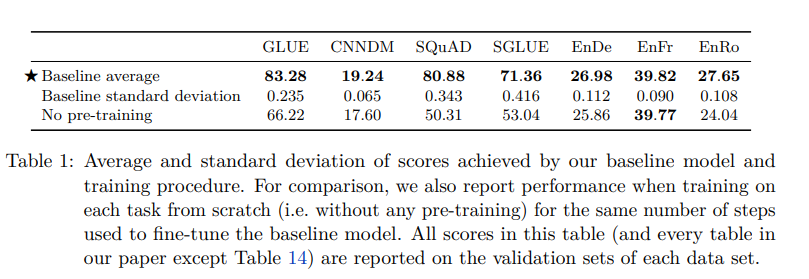 GLUE CNNDM SQuAD SGLUE EnDe EnFr EnRo
★ Baseline average 83.28 19.24 80.88 71.36 26.98 39.82 27.65
Baseline standard deviation 0.235 0.065 0.343 0.416 0.112 0.090 0.108
No pre-training 66.22 17.60 50.31 53.04 25.86 39.77 24.04
Table 1: Average and standard deviation of scores achieved by our baseline model and
training procedure. For comparison, we also report performance when training on
each task from scratch (i.e. without any pre-training) for the same number of steps
used to fine-tune the baseline model. All scores in this table (and every table in
our paper except Table 14) are reported on the validation sets of each data set.